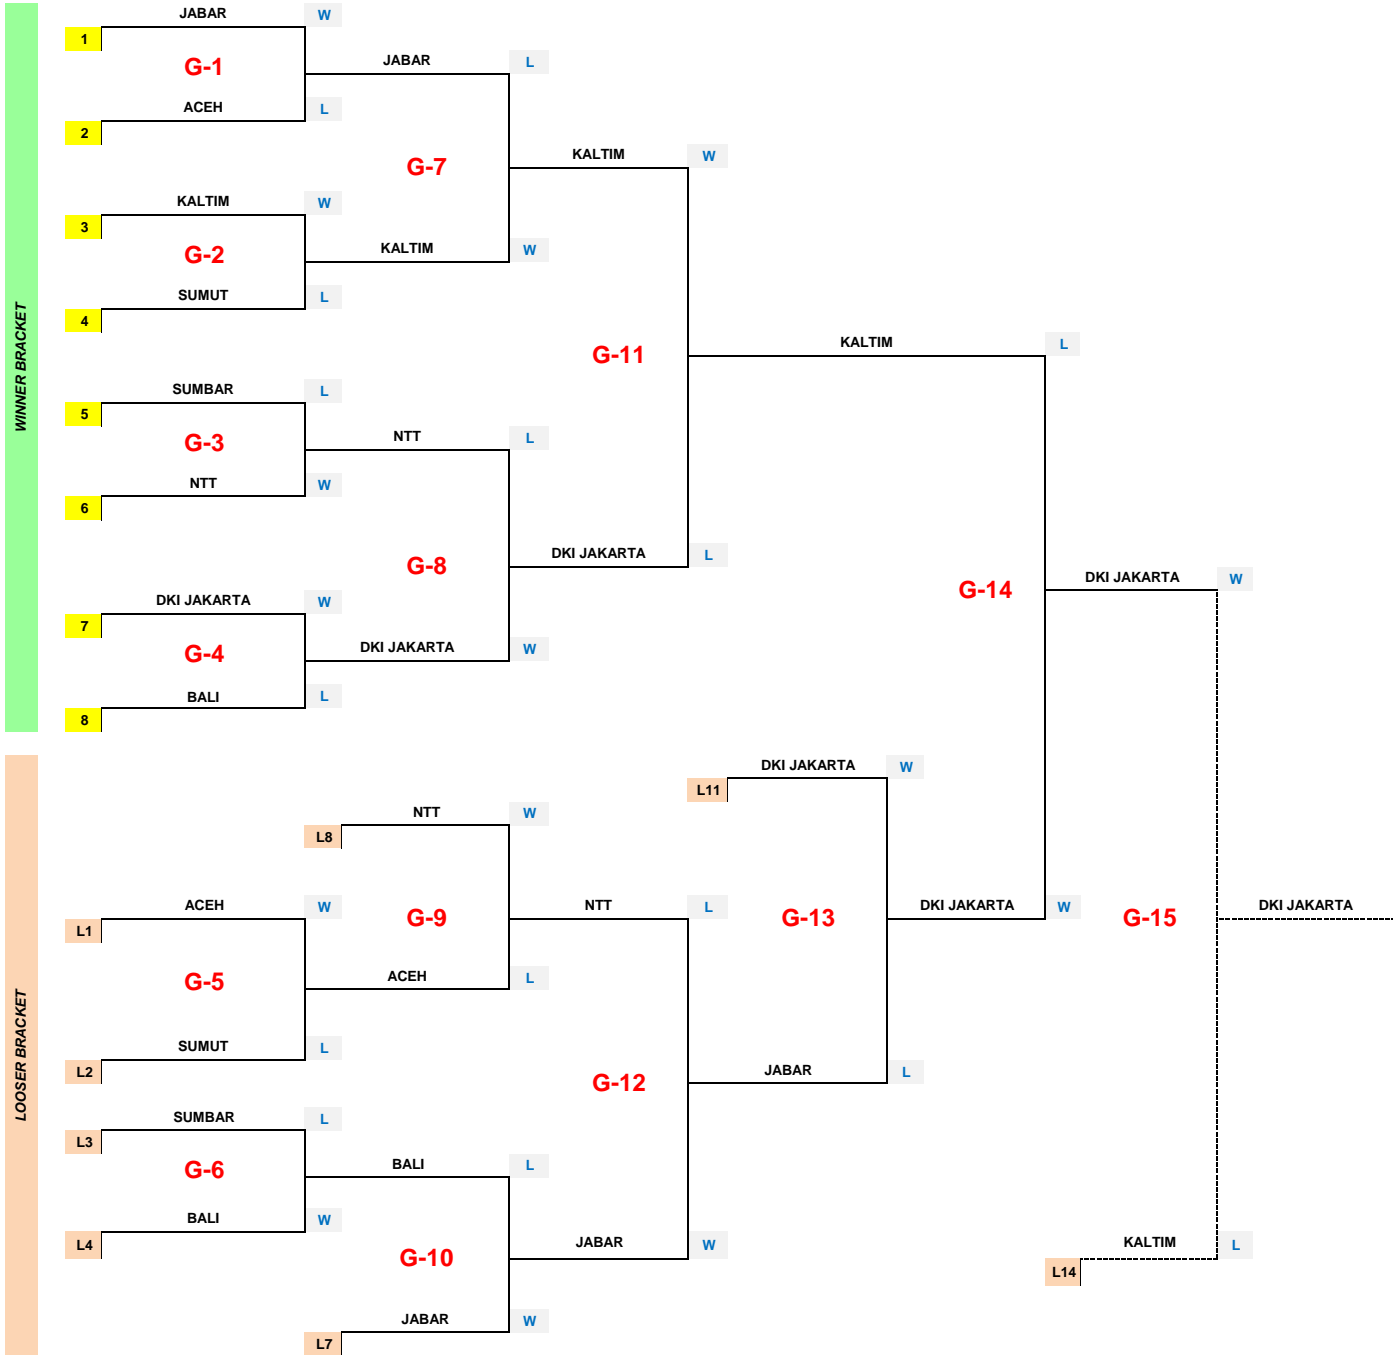 WINNER BRACKET
JABAR W
1
G-1
JABAR L
ACEH L
2
G-7
KALTIM W
KALTIM W
3
G-2
KALTIM W
SUMUT L
4
G-11
KALTIM L
SUMBAR L
5
G-3
NTT L
NTT W
6
G-8
DKI JAKARTA L
G-14
DKI JAKARTA W
DKI JAKARTA W
7
G-4
DKI JAKARTA W
BALI L
8
LOOSER BRACKET
DKI JAKARTA W
L11
NTT W
L8
ACEH W
L1
G-9
NTT L
G-13
DKI JAKARTA W
G-15
DKI JAKARTA
G-5
ACEH L
SUMUT L
L2
G-12
JABAR L
SUMBAR L
L3
G-6
BALI L
BALI W
L4
G-10
JABAR W
KALTIM L
L14
JABAR W
L7